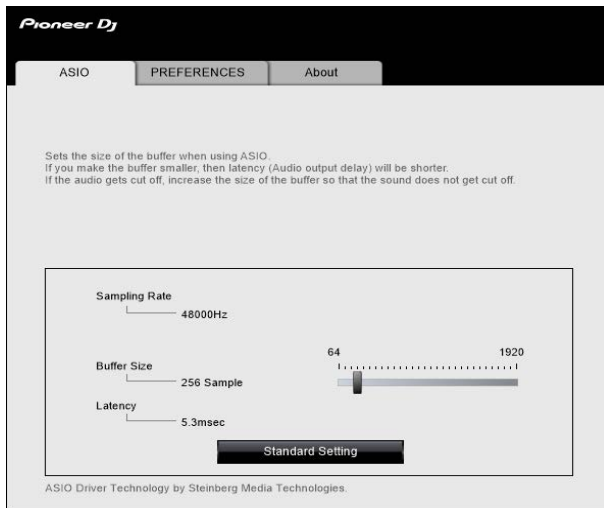 Pioneer Dj
ASIO PREFERENCES About
Sets the size of the buffer when using ASIO.
If you make the buffer smaller, then latency (Audio output delay) will be shorter.
If the audio gets cut off, increase the size of the buffer so that the sound does not get cut off.
Sampling Rate
48000Hz
64 1920
Buffer Size
256 Sample
Latency
5.3msec
Standard Setting
ASIO Driver Technology by Steinberg Media Technologies.